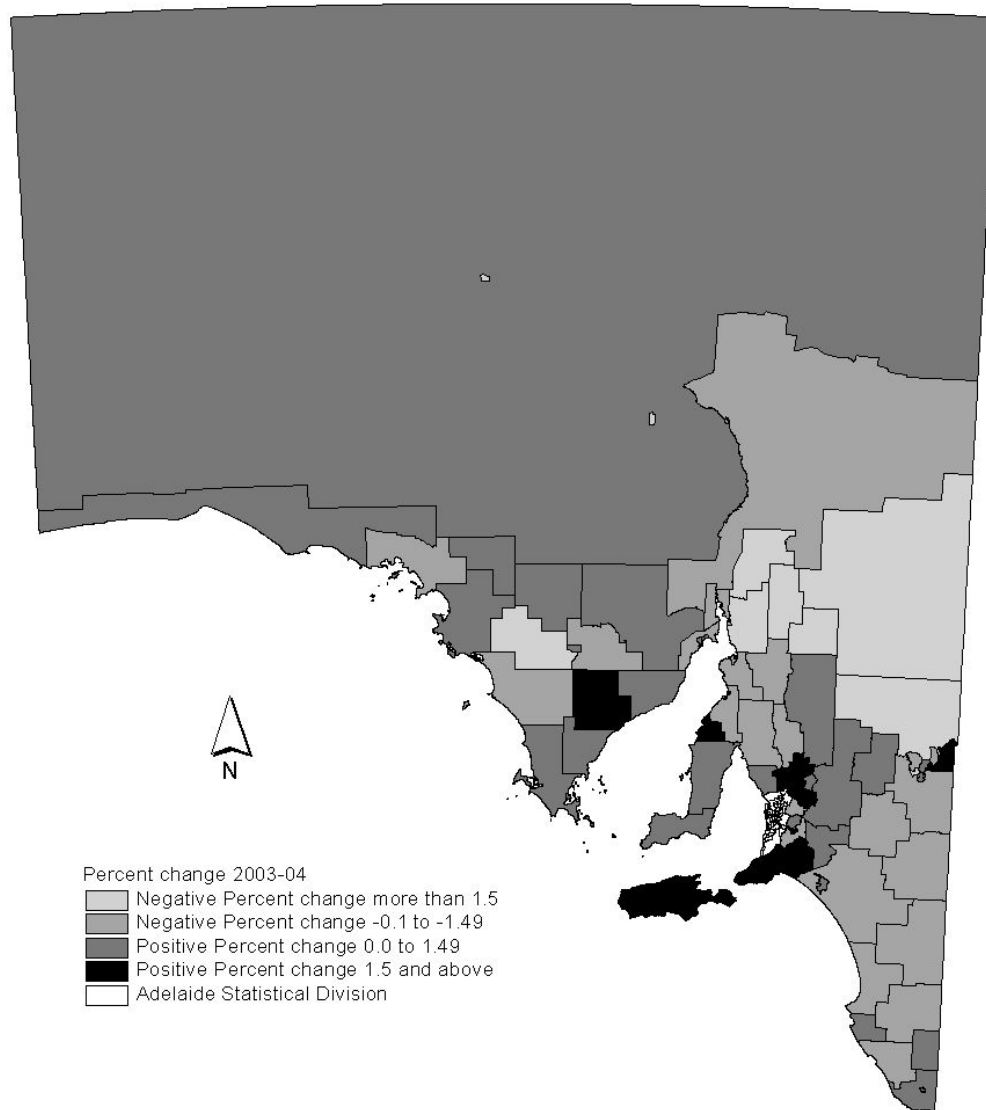 N
Percent change 2003-04
Negative Percent change more than 1.5
Negative Percent change -0.1 to -1.49
Positive Percent change 0.0 to 1.49
Positive Percent change 1.5 and above
Adelaide Statistical Division